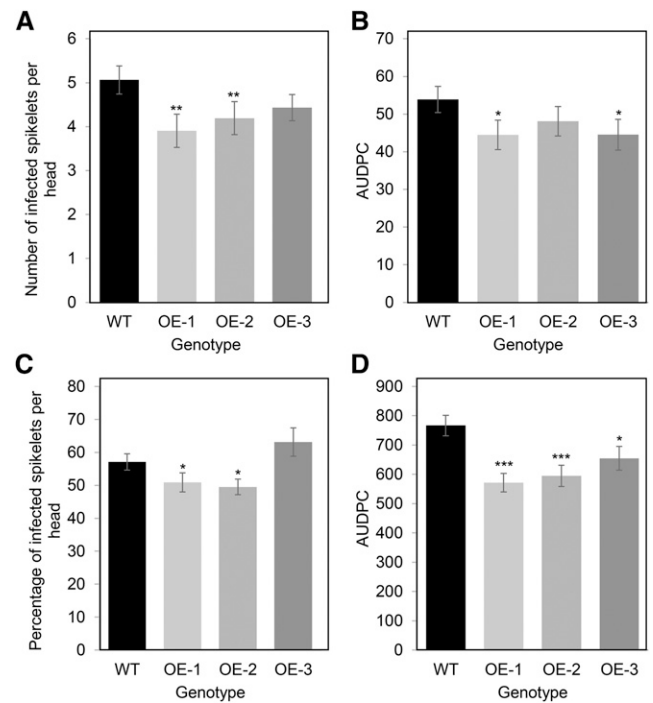 A
Number of infected spikelets per
head
6
5
4
3
2
1
0
**
**
WT OE-1 OE-2 OE-3
Genotype
B
AUDPC
70
60
50
40
30
20
10
0
*
*
WT OE-1 OE-2 OE-3
Genotype
C
Percentage of infected spikelets per
head
80
70
60
50
40
30
20
10
0
*
*
WT OE-1 OE-2 OE-3
Genotype
D
AUDPC
900
800
700
600
500
400
300
200
100
0
***
***
*
WT OE-1 OE-2 OE-3
Genotype